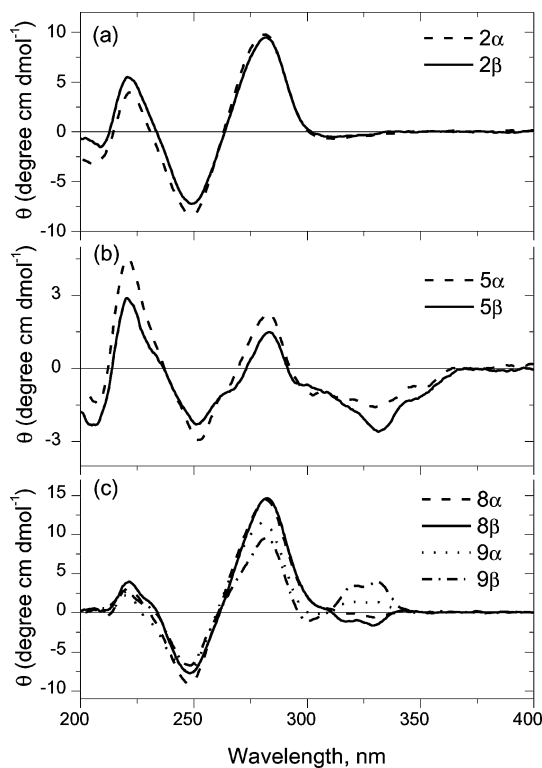 (a)
2α
2β
10
5
0
-5
-10
θ (degree cm dmol-1)
(b)
5α
5β
3
0
-3
θ (degree cm dmol-1)
(c)
8α
8β
9α
9β
15
10
5
0
-5
-10
θ (degree cm dmol-1)
200 250 300 350 400
Wavelength, nm